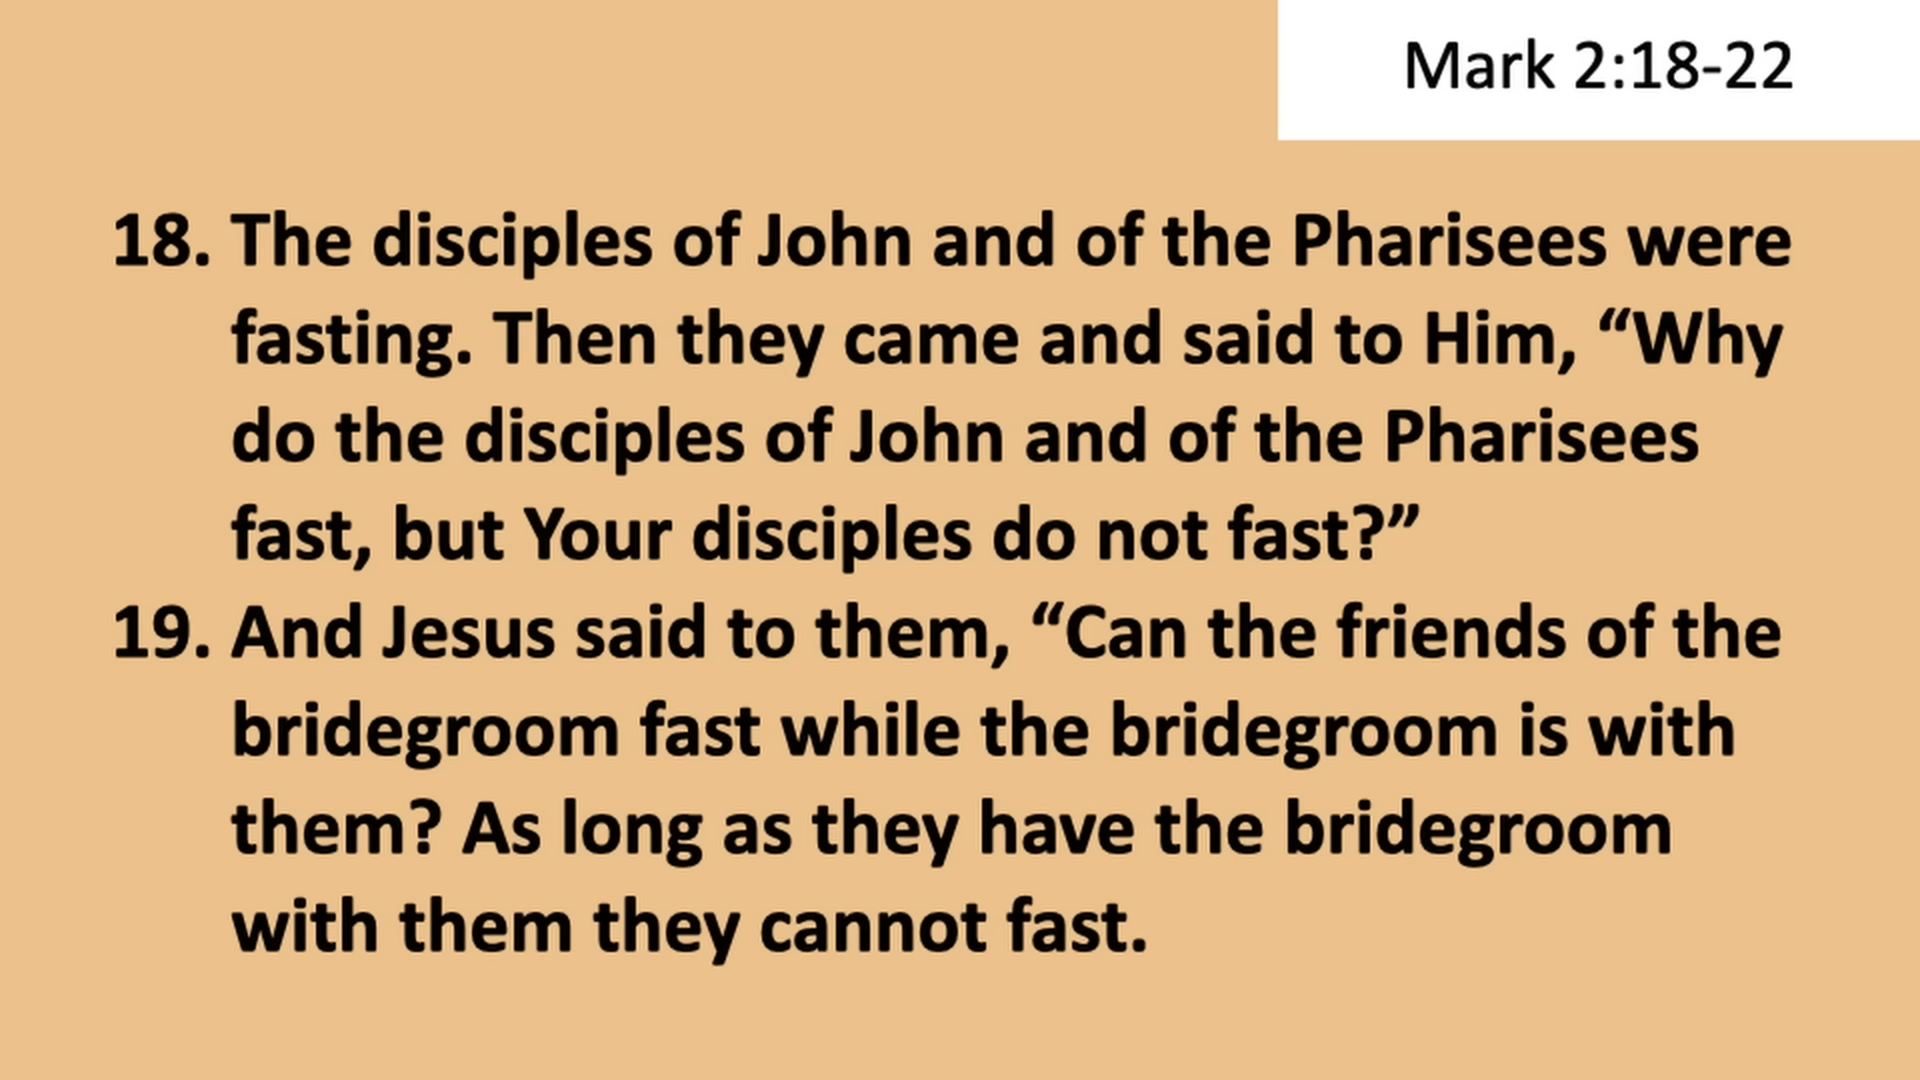 Mark 2:18-22
18. The disciples of John and of the Pharisees were
fasting. Then they came and said to Him, “Why
do the disciples of John and of the Pharisees
fast, but Your disciples do not fast?”
19. And Jesus said to them, “Can the friends of the
bridegroom fast while the bridegroom is with
them? As long as they have the bridegroom
with them they cannot fast.